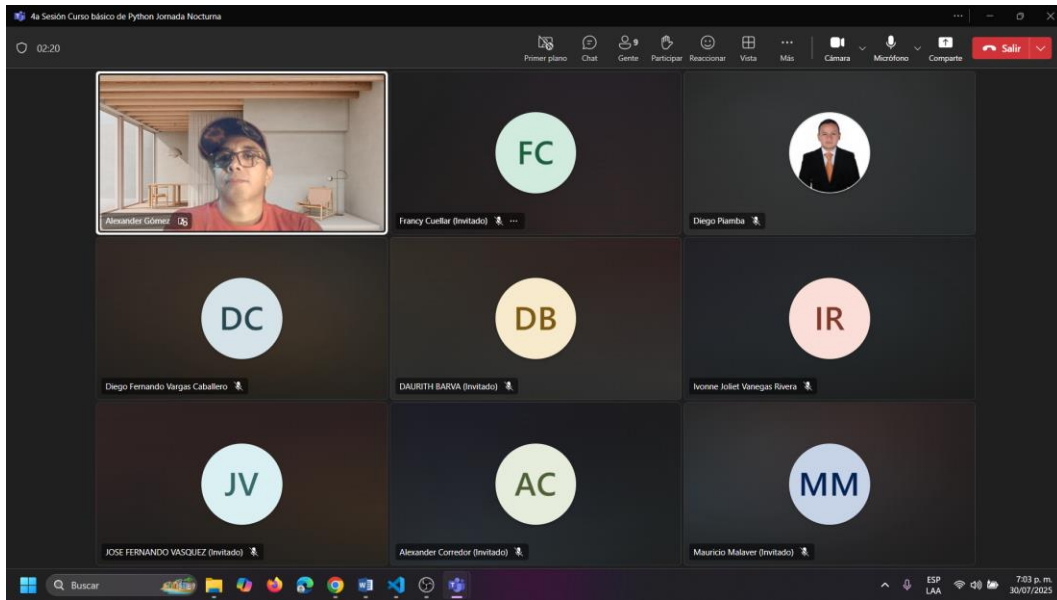 4a Sesión Curso básico de Python Jornada Nocturna
02:20
Primer plano Chat Gente 9 Participar Reaccionar Vista Más Cámara Micrófono Comparte Salir
Alexander Gómez
FC
Francy Cuellar (Invitado)
Diego Piamba
DC
Diego Fernando Vargas Caballero
DB
DAURITH BARVA (Invitado)
IR
Ivonne Joliet Vanegas Rivera
JV
JOSE FERNANDO VASQUEZ (Invitado)
AC
Alexander Corredor (Invitado)
MM
Mauricio Malaver (Invitado)
Buscar
ESP
LAA
7:03 p. m.
30/07/2025